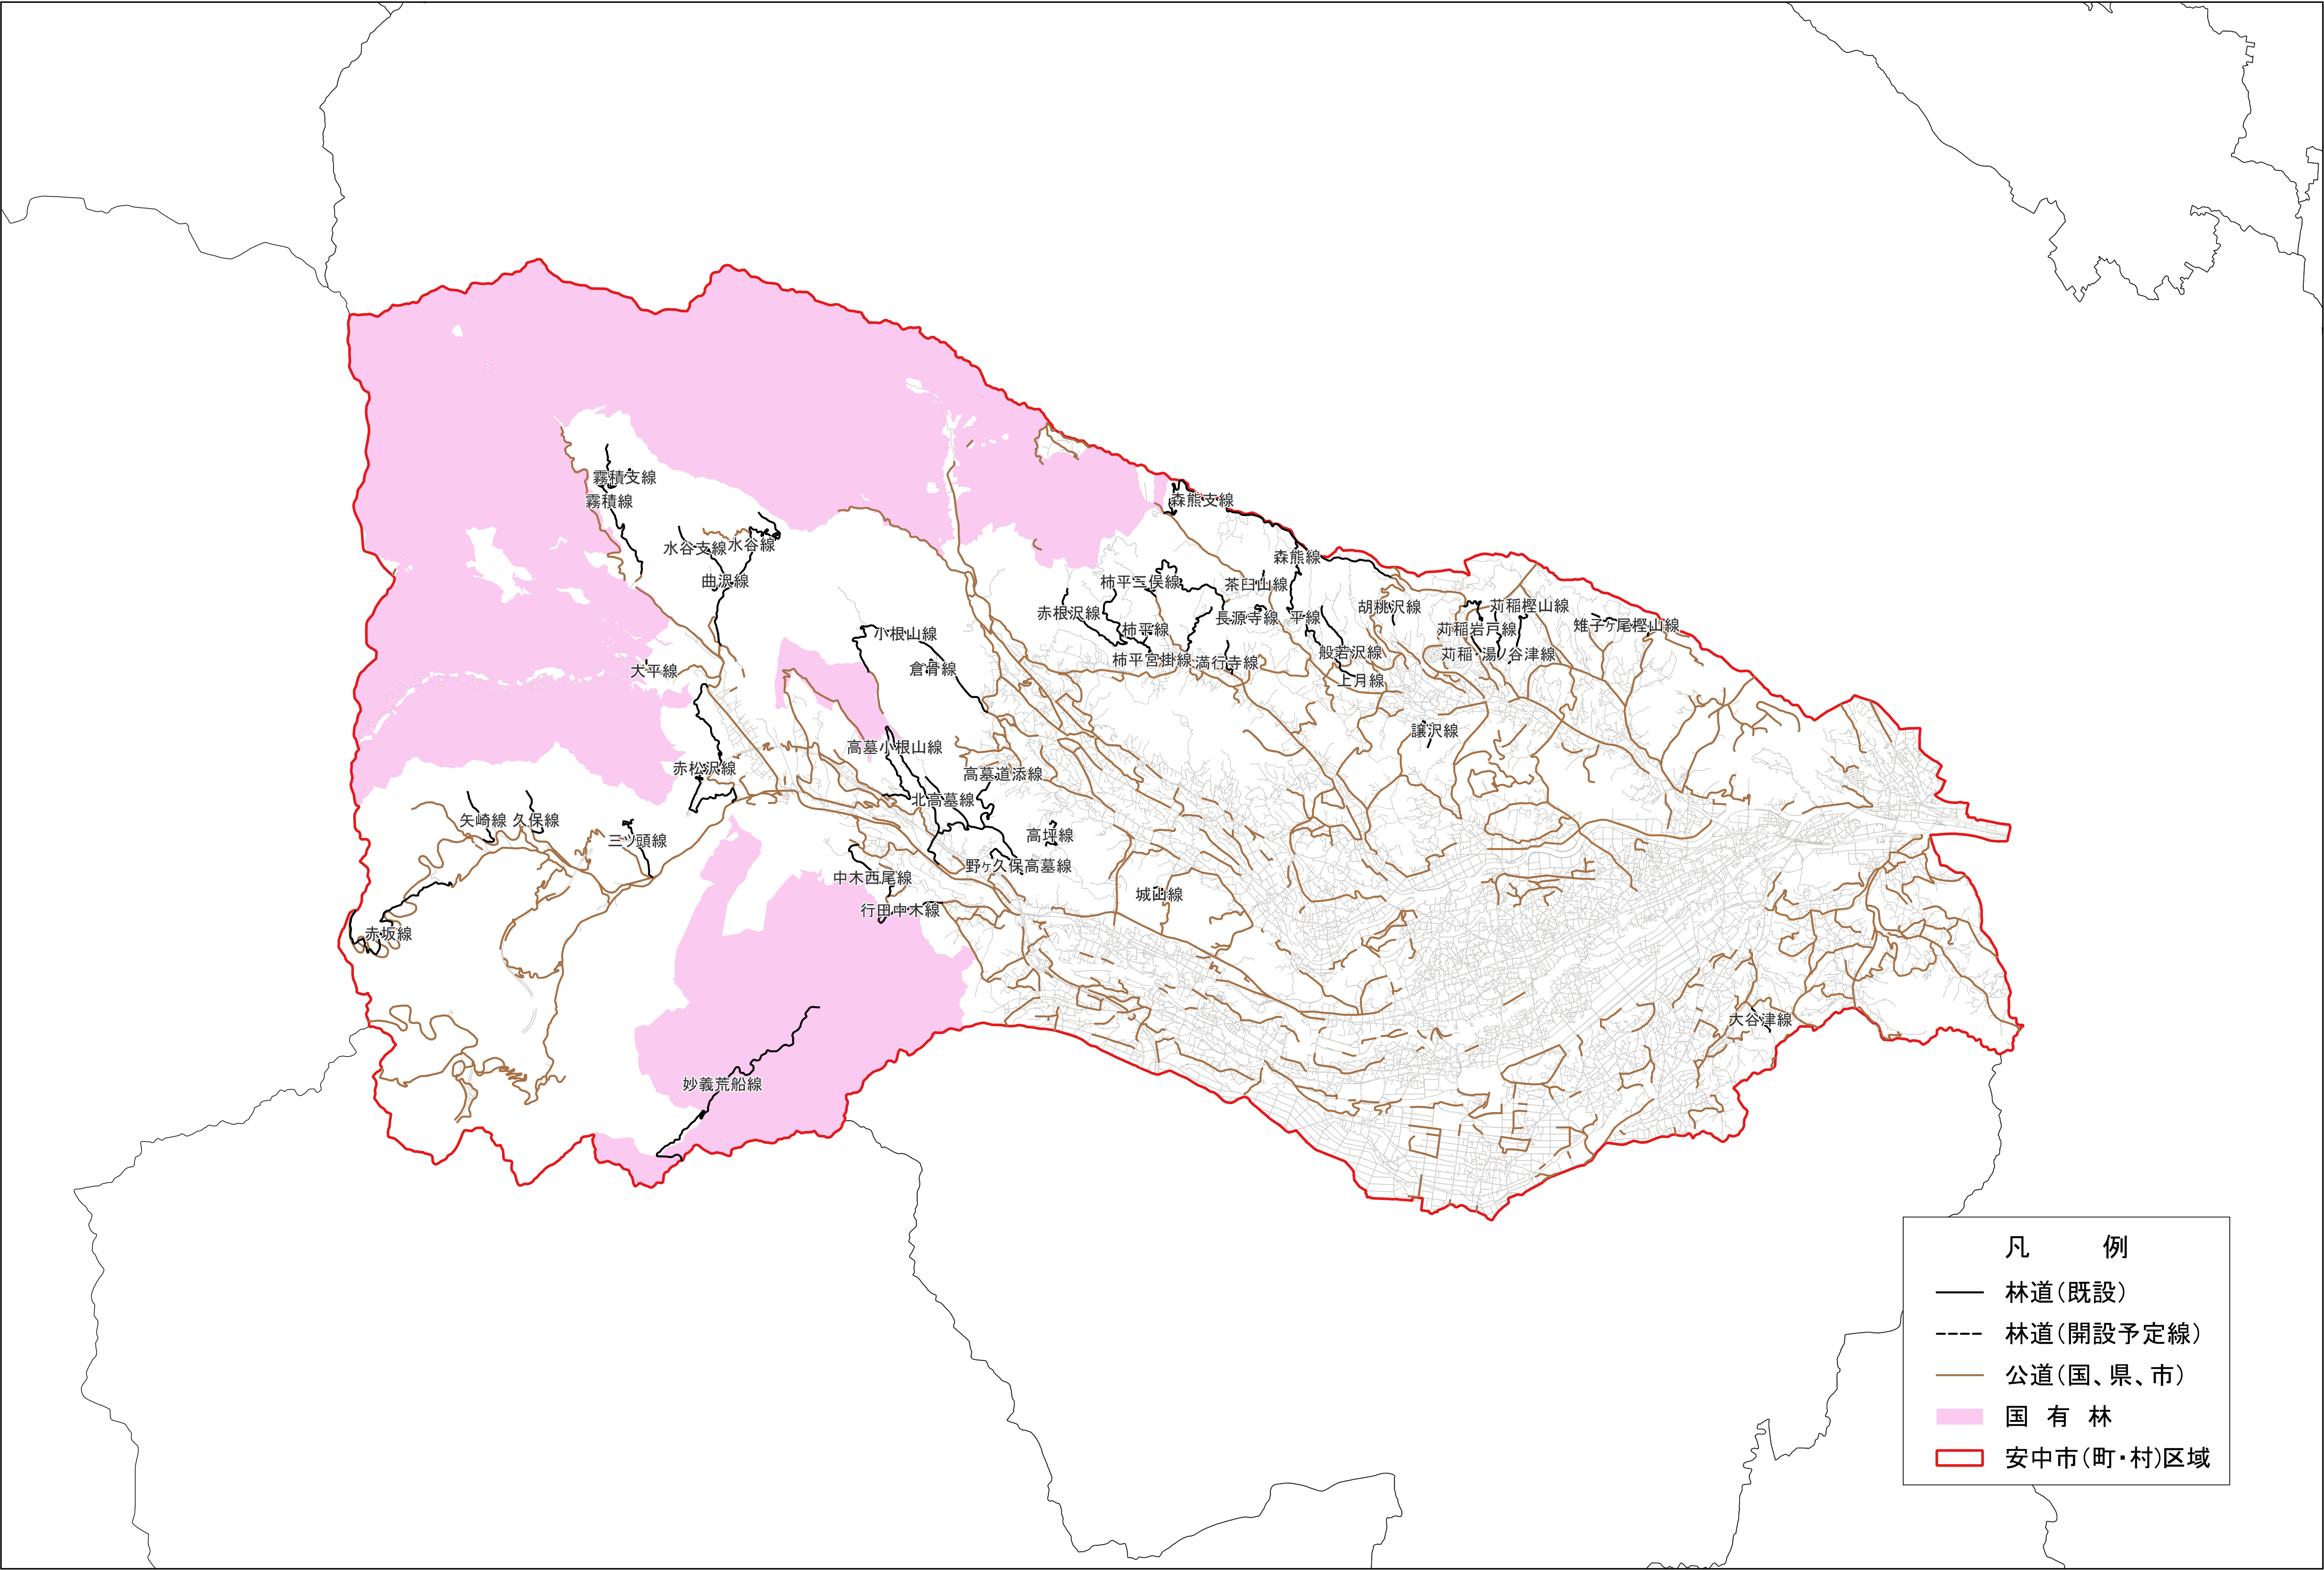 霧積支線
霧積線
森熊支線
水谷支線
水谷線
森熊線
曲沢線
柿平三俣線
茶臼山線
赤根沢線
長源寺線
平線
胡桃沢線
苅稲樫山線
柿平線
苅稲岩戸線
雉子ヶ尾樫山線
小根山線
柿平宮掛線
満行寺線
般若沢線
苅稲・湯ノ谷津線
大平線
倉骨線
上月線
譲沢線
高墓小根山線
赤松沢線
高墓道添線
北高墓線
矢崎線
久保線
三ツ頭線
高坪線
野ヶ久保高墓線
中木西尾線
城山線
行田中木線
赤坂線
大谷津線
妙義荒船線
凡 例
林道（既設）
林道（開設予定線）
公道（国、県、市）
国 有 林
安中市（町・村）区域